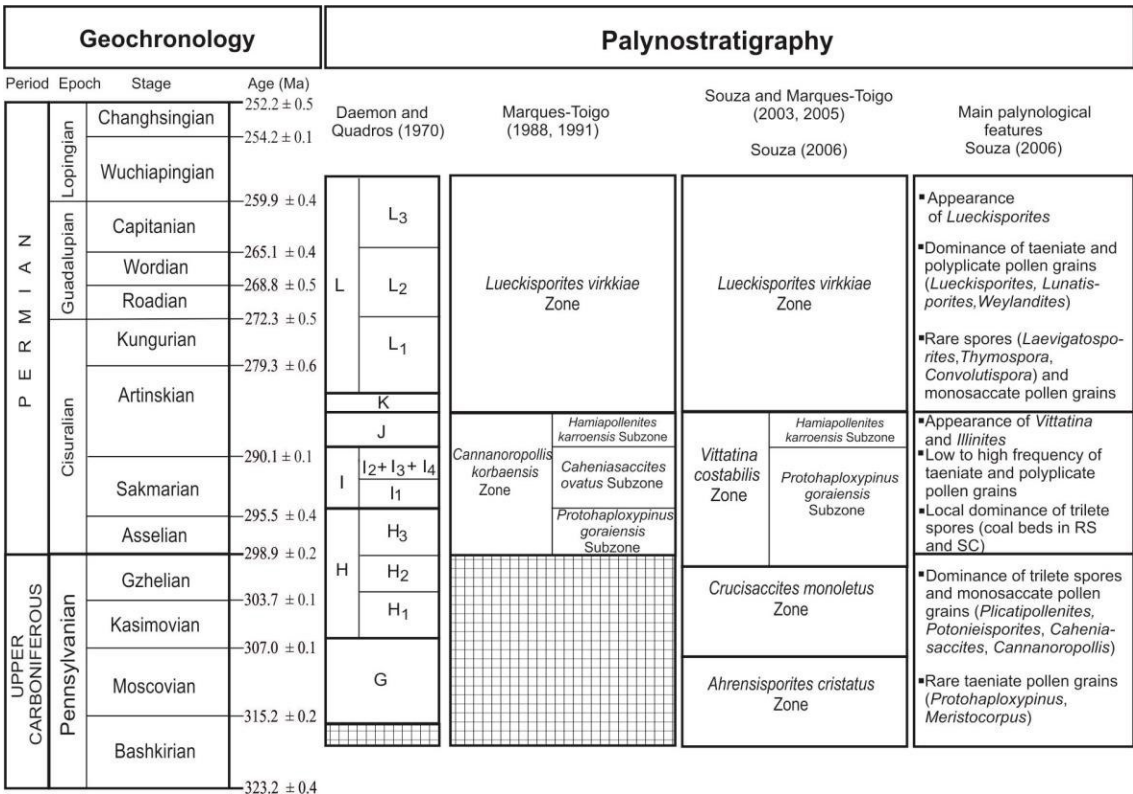 Geochronology
Palynostratigraphy
Period Epoch Stage Age (Ma)
PERMIAN
UPPER
CARBONIFEROUS
Lopingian
Guadalupian
Cisuralian
Pennsylvanian
Changhsingian
Wuchiapingian
Capitanian
Wordian
Roadian
Kungurian
Artinskian
Sakmarian
Asselian
Gzhelian
Kasimovian
Moscovian
Bashkirian
252.2 ± 0.5
254.2 ± 0.1
259.9 ± 0.4
265.1 ± 0.4
268.8 ± 0.5
272.3 ± 0.5
279.3 ± 0.6
290.1 ± 0.1
295.5 ± 0.4
298.9 ± 0.2
303.7 ± 0.1
307.0 ± 0.1
315.2 ± 0.2
323.2 ± 0.4
Daemon and
Quadros (1970)
L
L3
L2
L1
K
J
I
I2+ I3+ I4
I1
H
H3
H2
H1
G
Marques-Toigo
(1988, 1991)
Lueckisporites virkkiae
Zone
Cannanoropollis
korbaensis
Zone
Hamiapollenites
karroensis Subzone
Caheniasaccites
ovatus Subzone
Protohaploxypinus
goraiensis
Subzone
Souza and Marques-Toigo
(2003, 2005)
Souza (2006)
Lueckisporites virkkiae
Zone
Vittatina
costabilis
Zone
Hamiapollenites
karroensis Subzone
Protohaploxypinus
goraiensis
Subzone
Crucisaccites monoletus
Zone
Ahrensisporites cristatus
Zone
Main palynological
features
Souza (2006)
▪Appearance
of Lueckisporites
▪Dominance of taeniate and
polyplicate pollen grains
(Lueckisporites, Lunatis-
porites,Weylandites)
▪Rare spores (Laevigatospo-
rites,Thymospora,
Convolutispora) and
monosaccate pollen grains
▪Appearance of Vittatina
and Illinites
▪Low to high frequency of
taeniate and polyplicate
pollen grains
▪Local dominance of trilete
spores (coal beds in RS
and SC)
▪Dominance of trilete spores
and monosaccate pollen
grains (Plicatipollenites,
Potonieisporites, Cahenia-
saccites, Cannanoropollis)
▪Rare taeniate pollen grains
(Protohaploxypinus,
Meristocorpus)